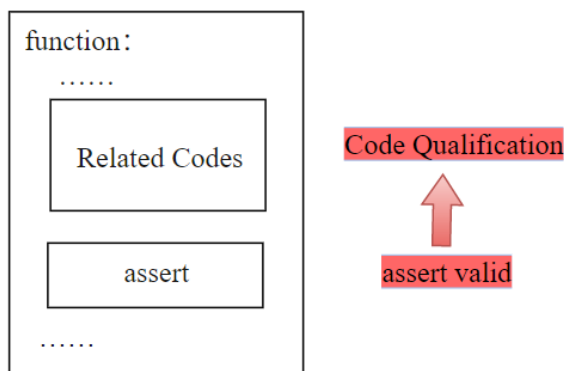 function：
……
Related Codes
Code Qualification
assert
assert valid
……